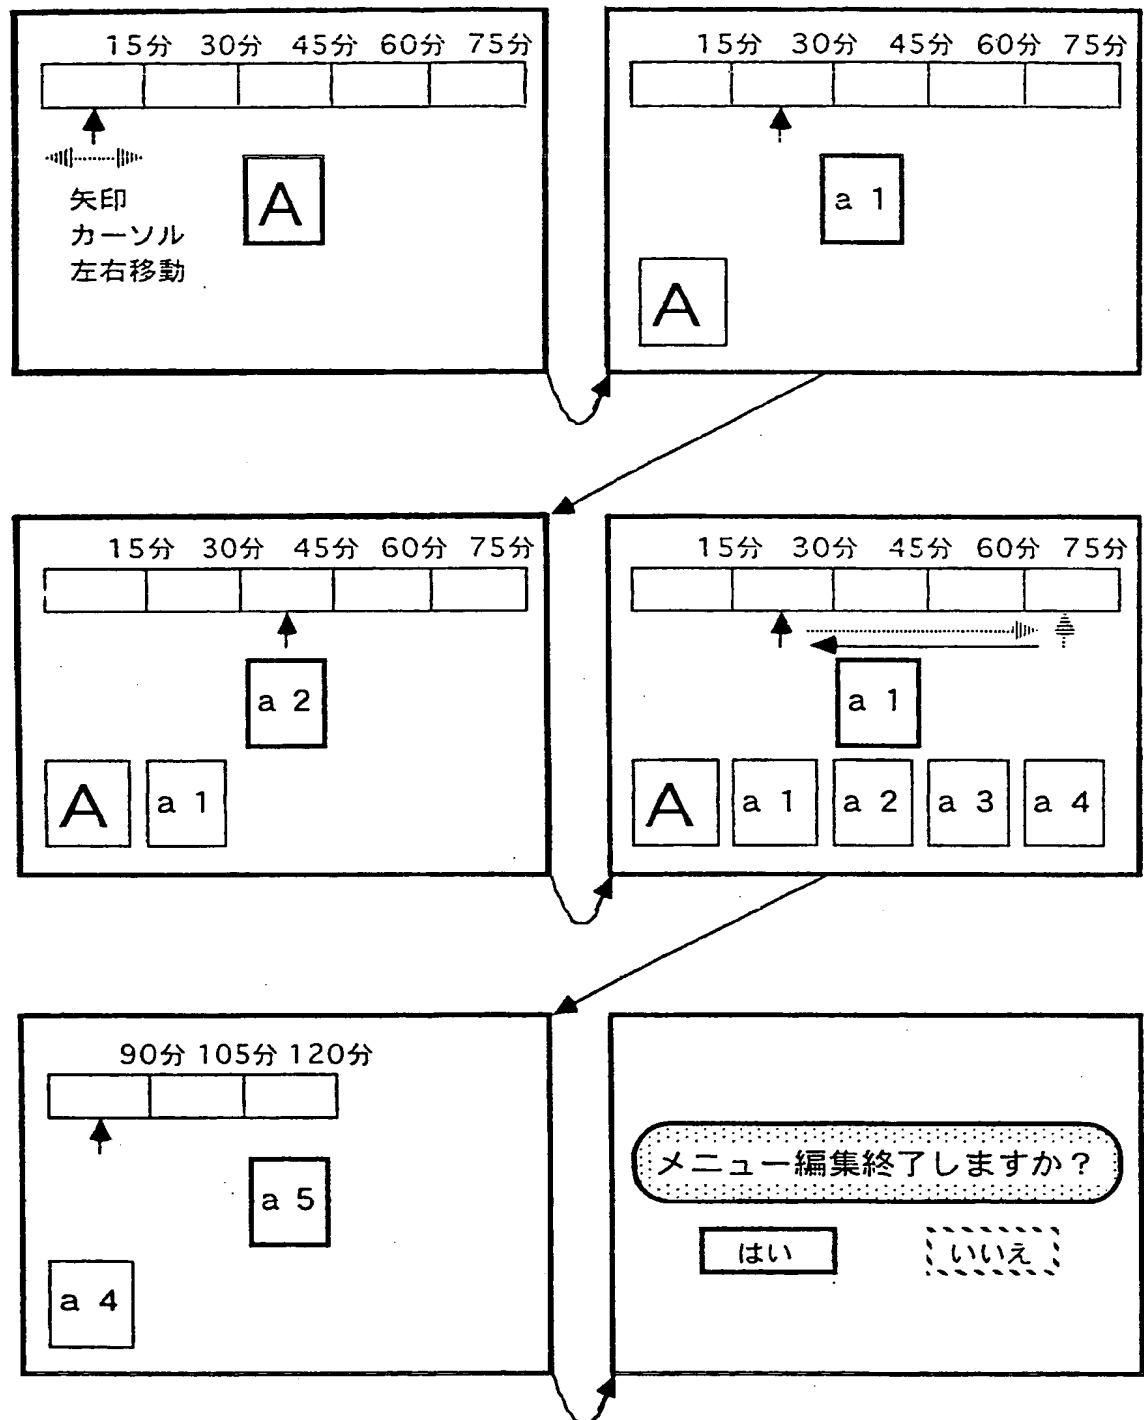 15分 30分 45分 60分 75分
矢印
カーソル
左右移動
A
15分 30分 45分 60分 75分
a 1
A
15分 30分 45分 60分 75分
a 2
A a 1
15分 30分 45分 60分 75分
a 1
A a 1 a 2 a 3 a 4
90分 105分 120分
a 5
a 4
メニュー編集終了しますか？
はい いいえ